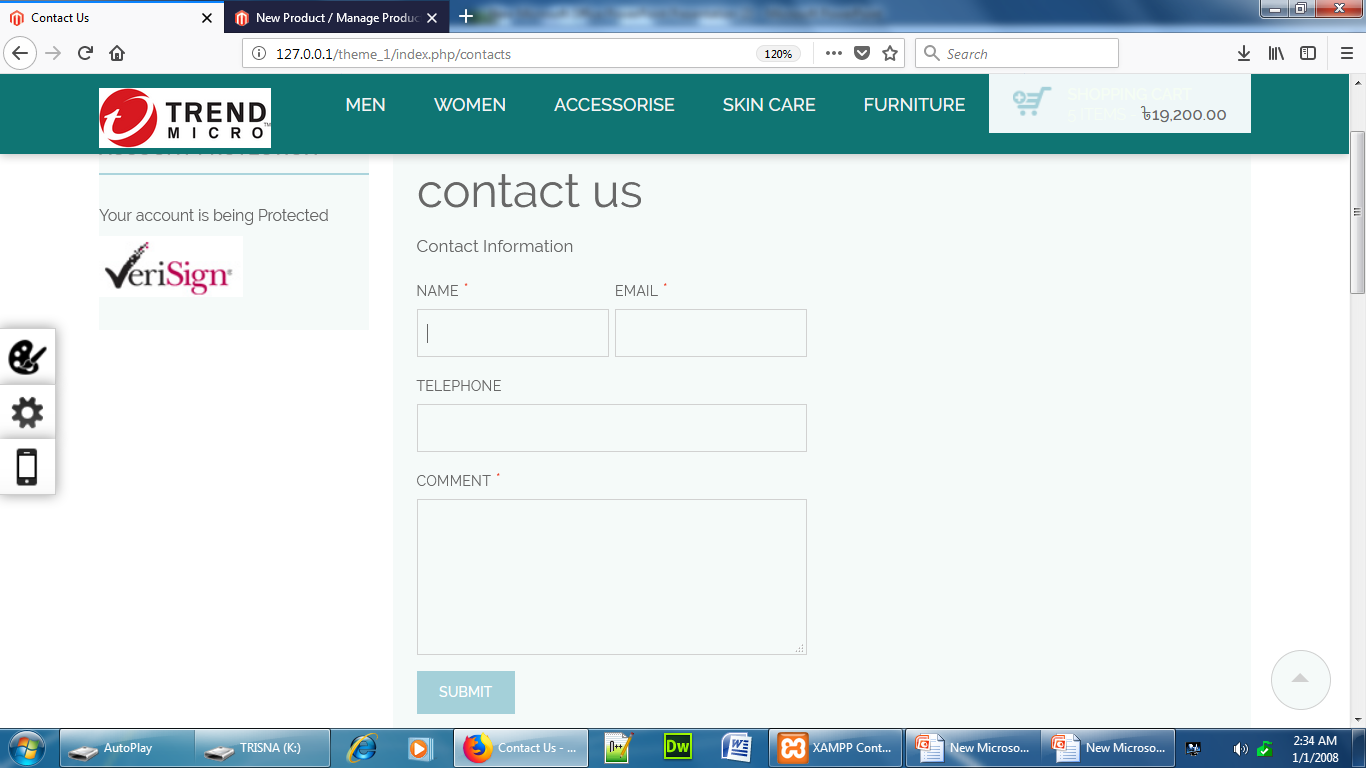 Contact Us
New Product / Manage Produc
127.0.0.1/theme_1/index.php/contacts
120%
Search
TREND
MICRO
MEN
WOMEN
ACCESSORISE
SKIN CARE
FURNITURE
SHOPPING CART
ITEMS
৳19,200.00
contact us
Your account is being Protected
VeriSign
Contact Information
NAME *
EMAIL *
TELEPHONE
COMMENT *
SUBMIT
AutoPlay
TRISNA (K:)
Contact Us - ...
Dw
XAMPP Cont...
New Microso...
New Microso...
2:34 AM
1/1/2008